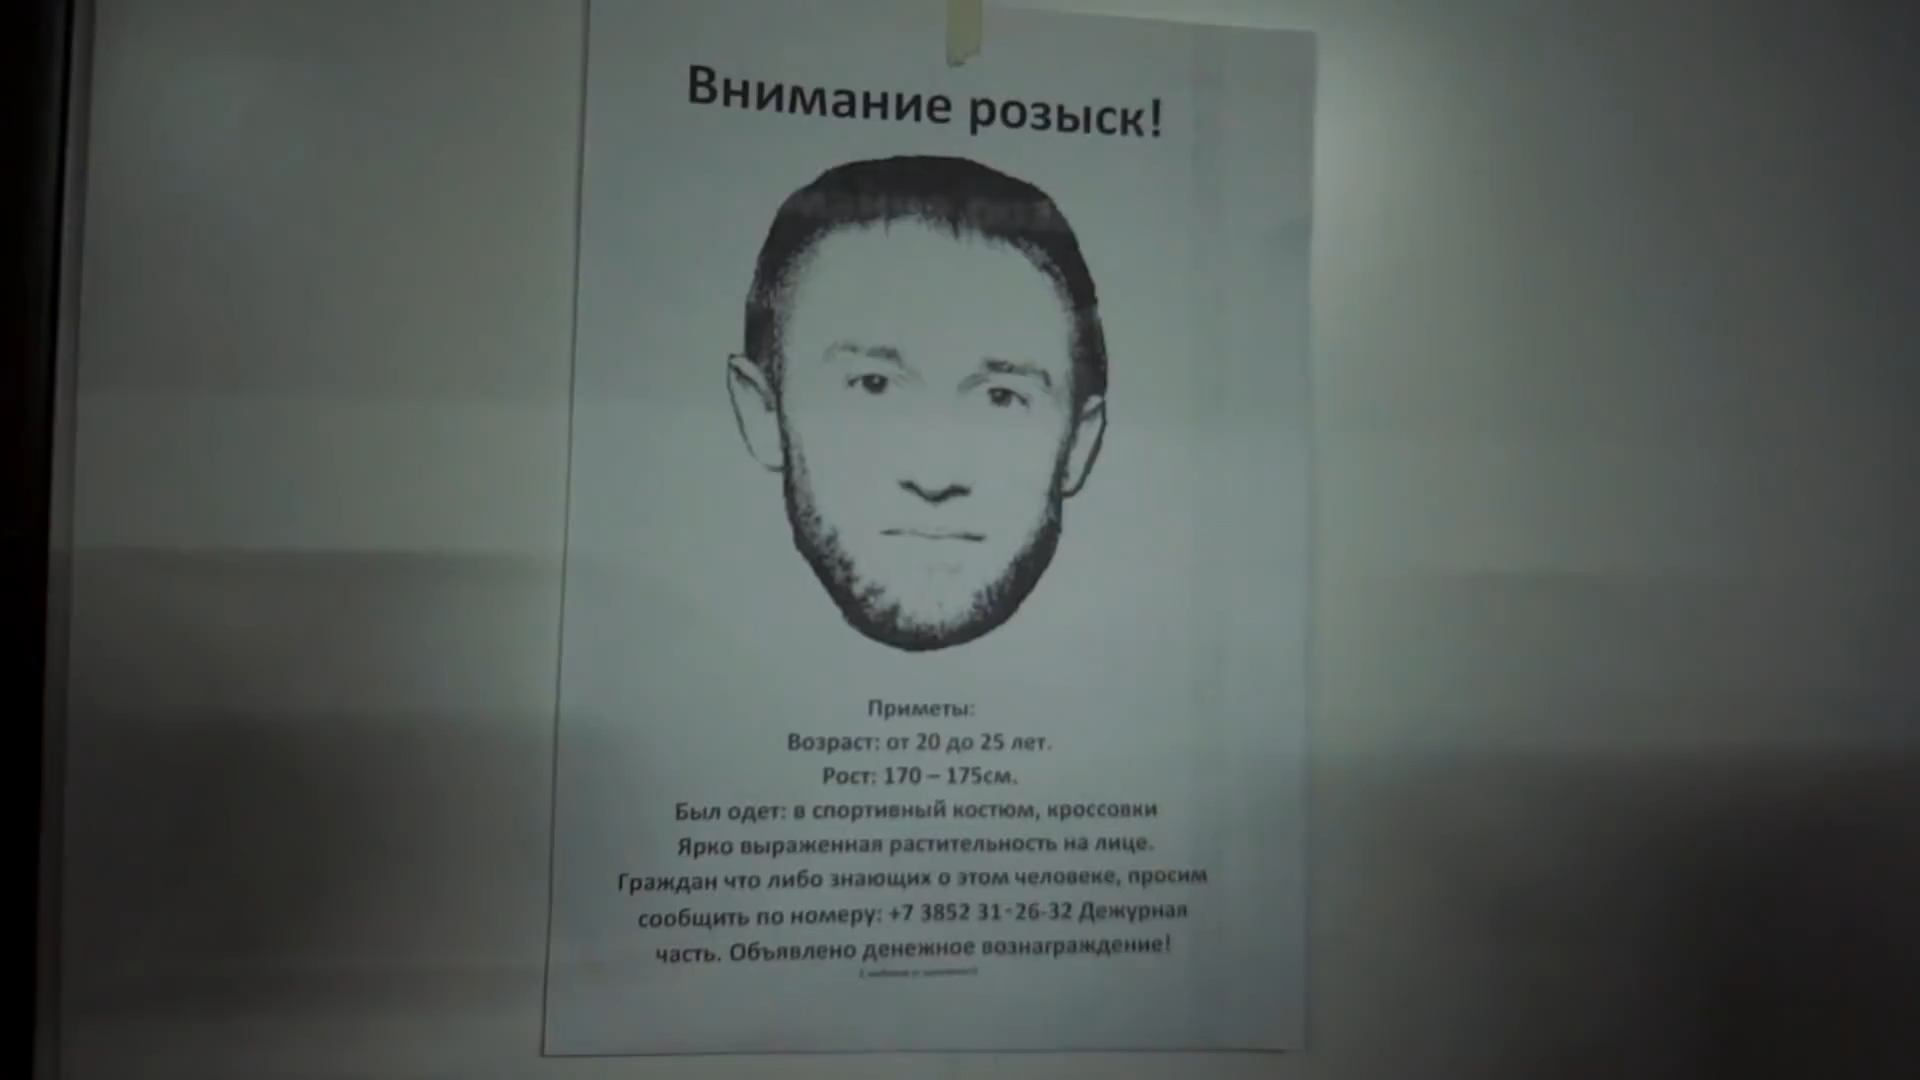 Внимание розыск!
Приметы:
Возраст: от 20 до 25 лет.
Рост: 170 – 175см.
Был одет: в спортивный костюм, кроссовки
Ярко выраженная растительность на лице.
Граждан что либо знающих о этом человеке, просим
сообщить по номеру: +7 3852 31-26-32 Дежурная
часть. Объявлено денежное вознаграждение!